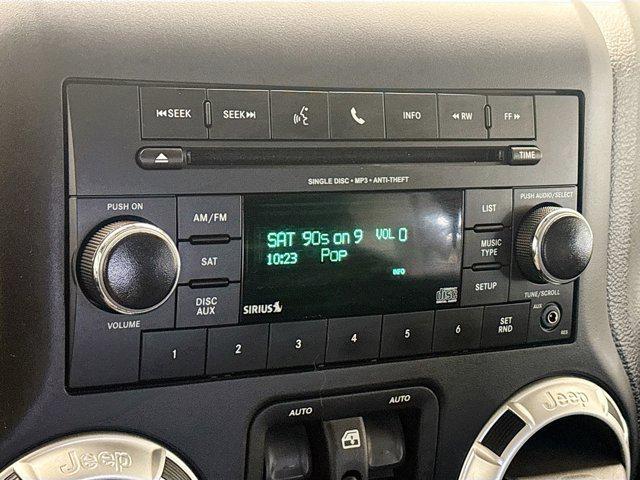 SEEK SEEK INFO RW FF
TIME
SINGLE DISC • MP3 • ANTI-THEFT
PUSH ON
PUSH AUDIO/SELECT
AM/FM
SAT
DISC
AUX
SAT 90s on 9 VOL 0
10:23 Pop
INFO
SIRIUS
LIST
MUSIC
TYPE
SETUP
VOLUME
TUNE/SCROLL
AUX
1 2 3 4 5 6
SET
RND
RES
AUTO AUTO
Jeep
Jeep